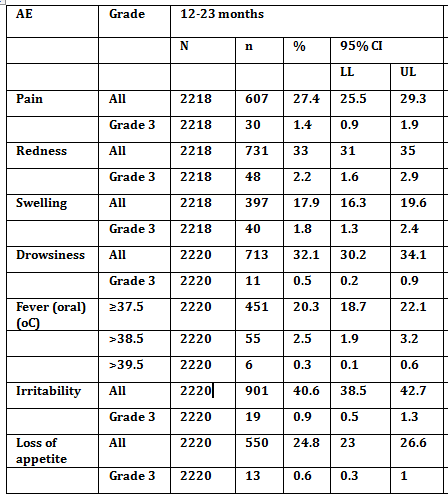 AE Grade 12-23 months
N n % 95% CI
LL UL
Pain All 2218 607 27.4 25.5 29.3
Grade 3 2218 30 1.4 0.9 1.9
Redness All 2218 731 33 31 35
Grade 3 2218 48 2.2 1.6 2.9
Swelling All 2218 397 17.9 16.3 19.6
Grade 3 2218 40 1.8 1.3 2.4
Drowsiness All 2220 713 32.1 30.2 34.1
Grade 3 2220 11 0.5 0.2 0.9
Fever (oral) ≥37.5 2220 451 20.3 18.7 22.1
(oC)
>38.5 2220 55 2.5 1.9 3.2
>39.5 2220 6 0.3 0.1 0.6
Irritability All 2220 901 40.6 38.5 42.7
Grade 3 2220 19 0.9 0.5 1.3
Loss of All 2220 550 24.8 23 26.6
appetite
Grade 3 2220 13 0.6 0.3 1